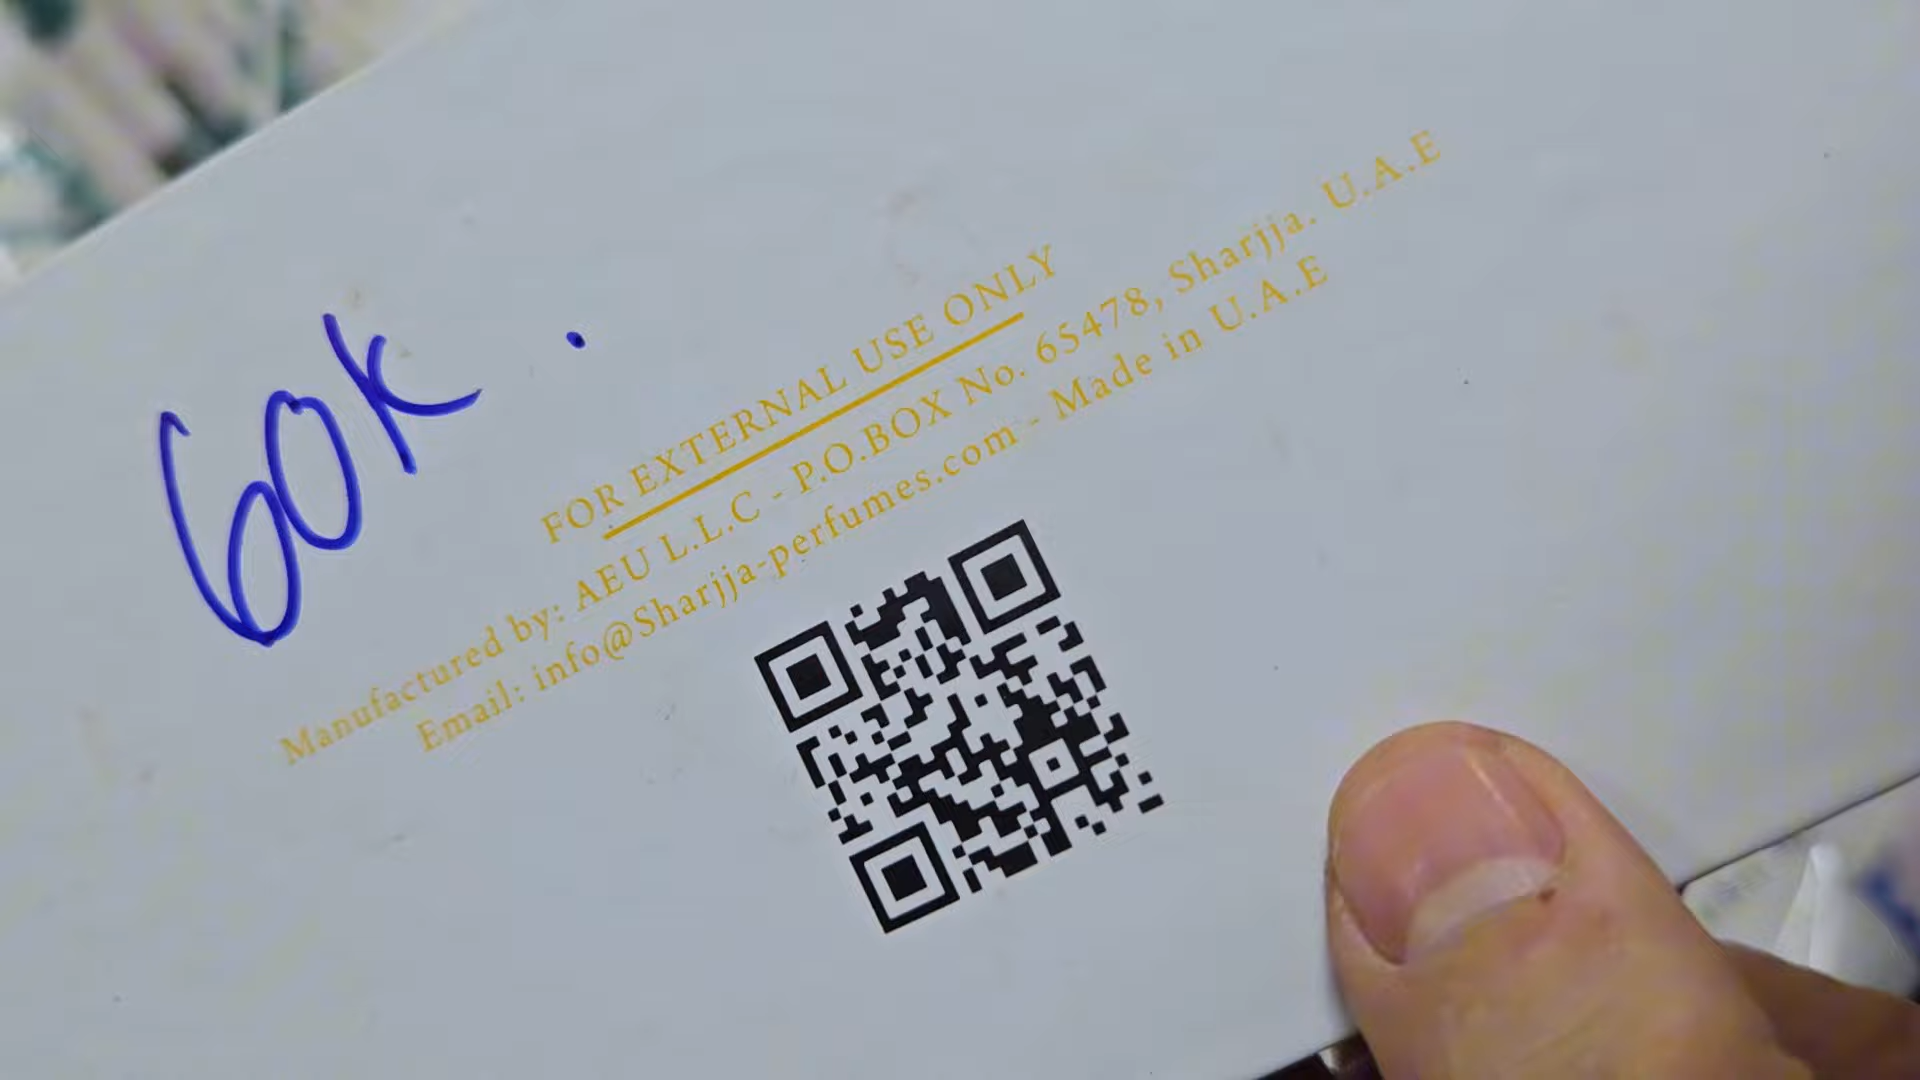 60K.
FOR EXTERNAL USE ONLY
Manufactured by: AEU L.L.C - P.O.BOX No. 65478, Sharjja. U.A.E
Email: info@Sharjja-perfumes.com - Made in U.A.E